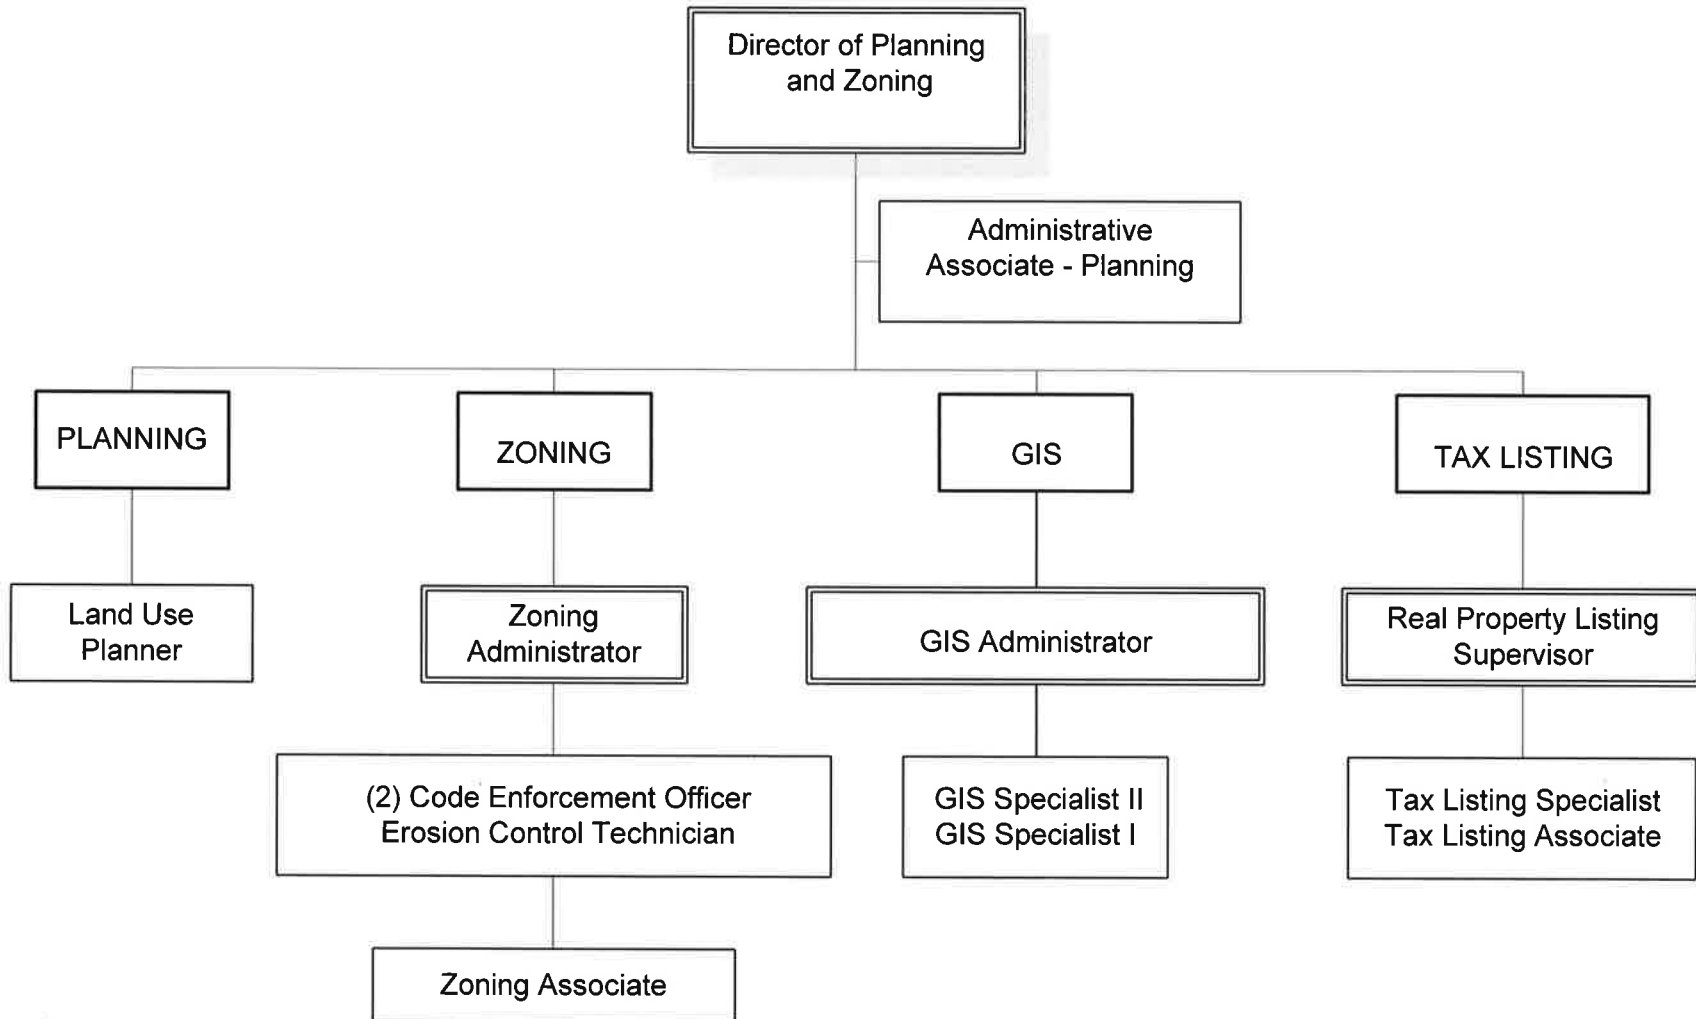 Director of Planning
and Zoning
Administrative
Associate - Planning
PLANNING
ZONING
GIS
TAX LISTING
Land Use
Planner
Zoning
Administrator
GIS Administrator
Real Property Listing
Supervisor
(2) Code Enforcement Officer
Erosion Control Technician
GIS Specialist II
GIS Specialist I
Tax Listing Specialist
Tax Listing Associate
Zoning Associate